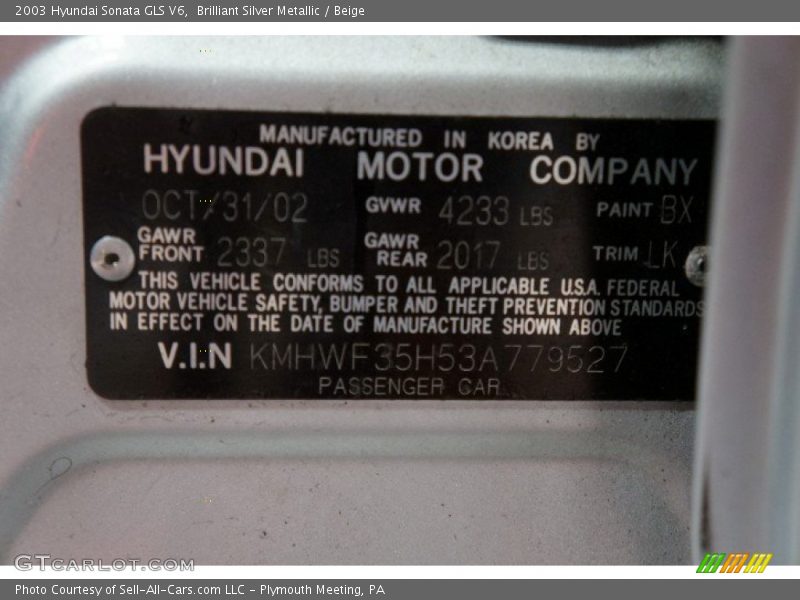 2003 Hyundai Sonata GLS V6,  Brilliant Silver Metallic / Beige
MANUFACTURED IN KOREA BY
HYUNDAI MOTOR COMPANY
OCT/31/02 GVWR 4233 LBS PAINT BX
GAWR FRONT 2337 LBS GAWR REAR 2017 LBS TRIM LK
THIS VEHICLE CONFORMS TO ALL APPLICABLE U.S.A. FEDERAL
MOTOR VEHICLE SAFETY, BUMPER AND THEFT PREVENTION STANDARDS
IN EFFECT ON THE DATE OF MANUFACTURE SHOWN ABOVE
V.I.N KMHWF35H53A779527
PASSENGER CAR
GTCARLOT.COM
Photo Courtesy of Sell-All-Cars.com LLC - Plymouth Meeting, PA